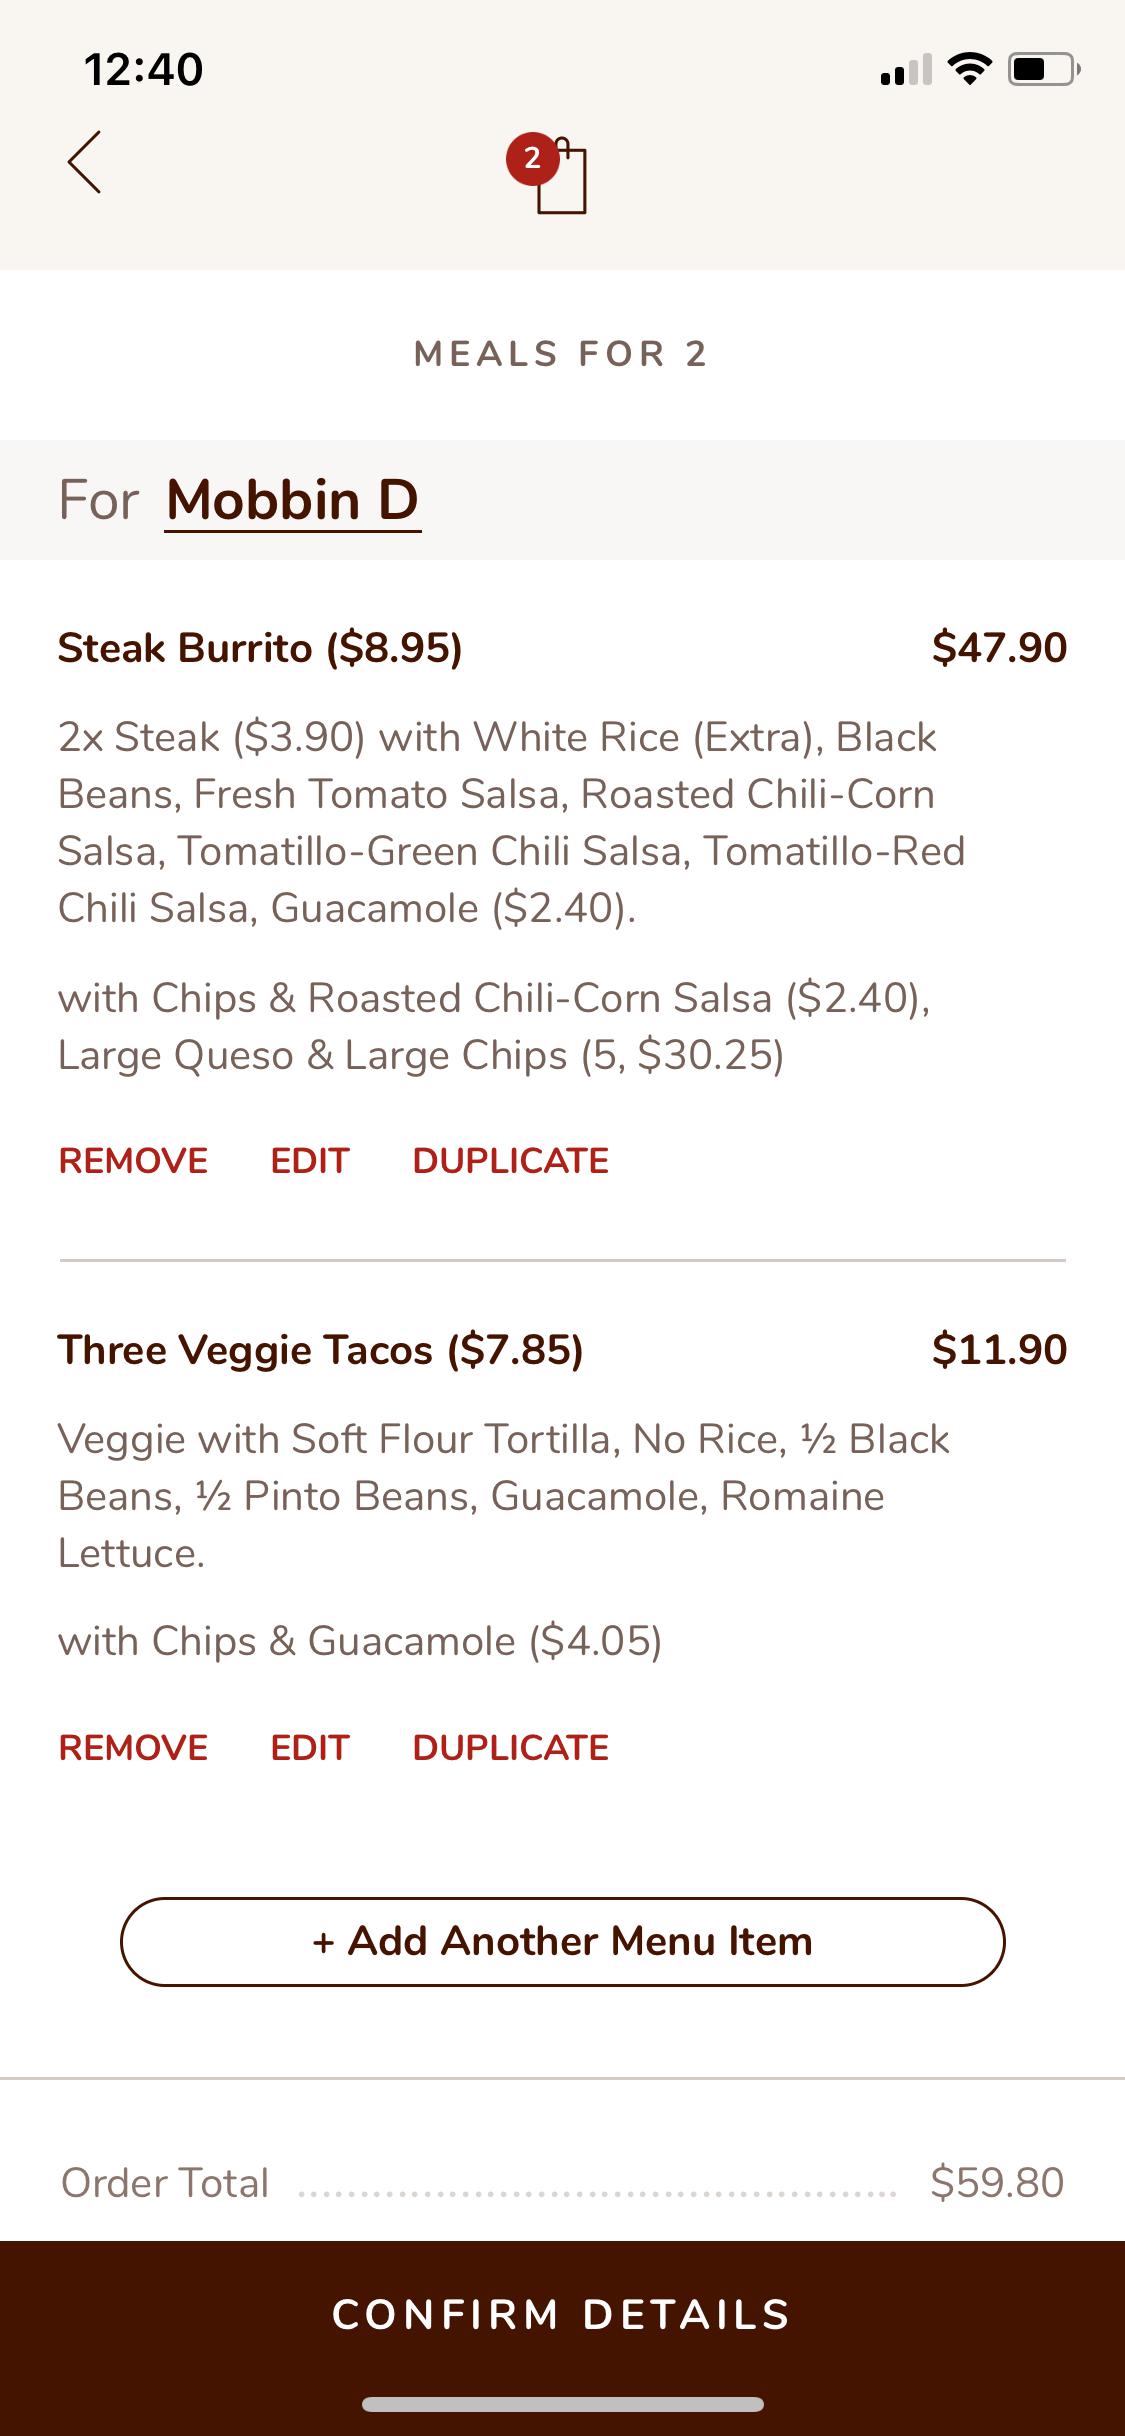 12:40
2
MEALS FOR 2
For Mobbin D
Steak Burrito ($8.95) $47.90
2x Steak ($3.90) with White Rice (Extra), Black
Beans, Fresh Tomato Salsa, Roasted Chili-Corn
Salsa, Tomatillo-Green Chili Salsa, Tomatillo-Red
Chili Salsa, Guacamole ($2.40).
with Chips & Roasted Chili-Corn Salsa ($2.40),
Large Queso & Large Chips (5, $30.25)
REMOVE EDIT DUPLICATE
Three Veggie Tacos ($7.85) $11.90
Veggie with Soft Flour Tortilla, No Rice, ½ Black
Beans, ½ Pinto Beans, Guacamole, Romaine
Lettuce.
with Chips & Guacamole ($4.05)
REMOVE EDIT DUPLICATE
+ Add Another Menu Item
Order Total $59.80
CONFIRM DETAILS